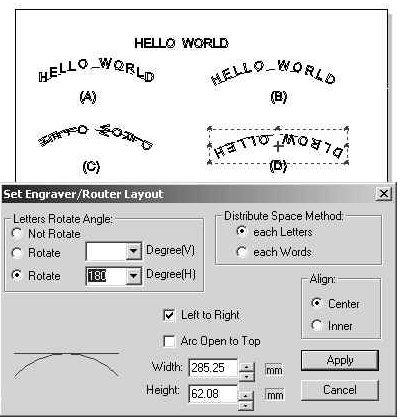 HELLO WORLD
HELLO_WORLD
(A)
HELLO_WORLD
(B)
(C)
HELLO WORLD
(D)
Set Engraver/Router Layout
Letters Rotate Angle:
Not Rotate
Rotate Degree(V)
Rotate 180 Degree(H)
Distribute Space Method:
each Letters
each Words
Align:
Center
Inner
Left to Right
Arc Open to Top
Width: 285.25 mm
Height: 62.08 mm
Apply
Cancel